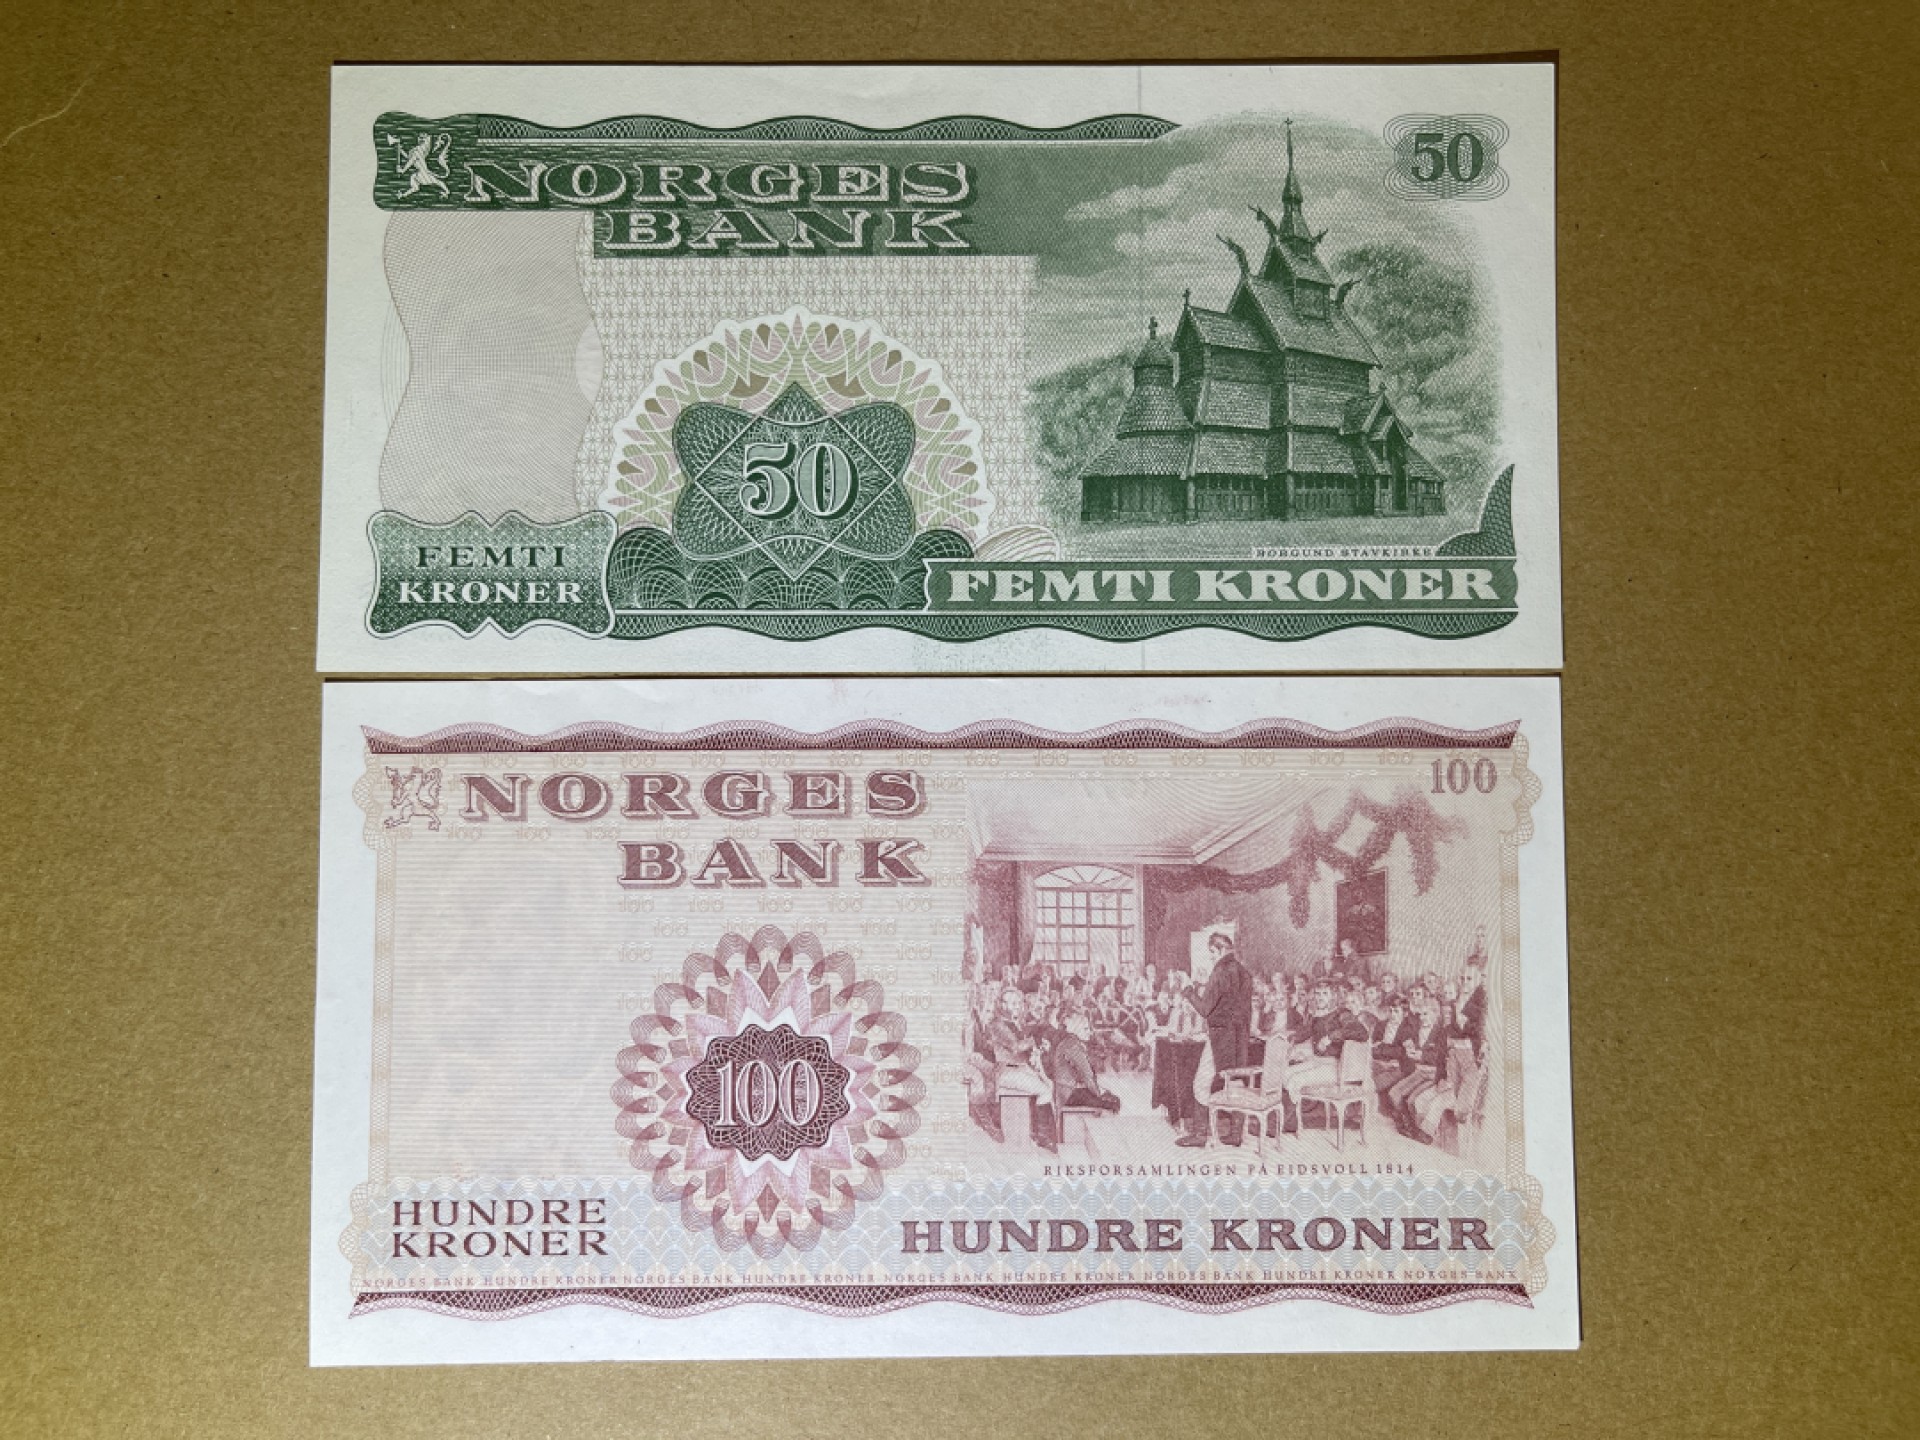 NORGES
BANK
50
50
BORGUND STAVKIRKE
FEMTI
KRONER
FEMTI KRONER
NORGES
BANK
100
100
RIKSFORSAMLINGEN PÅ EIDSVOLL 1814
HUNDRE
KRONER
HUNDRE KRONER
NORGES BANK HUNDRE KRONER NORGES BANK HUNDRE KRONER NORGES BANK HUNDRE KRONER NORGES BANK HUNDRE KRONER NORGES BANK